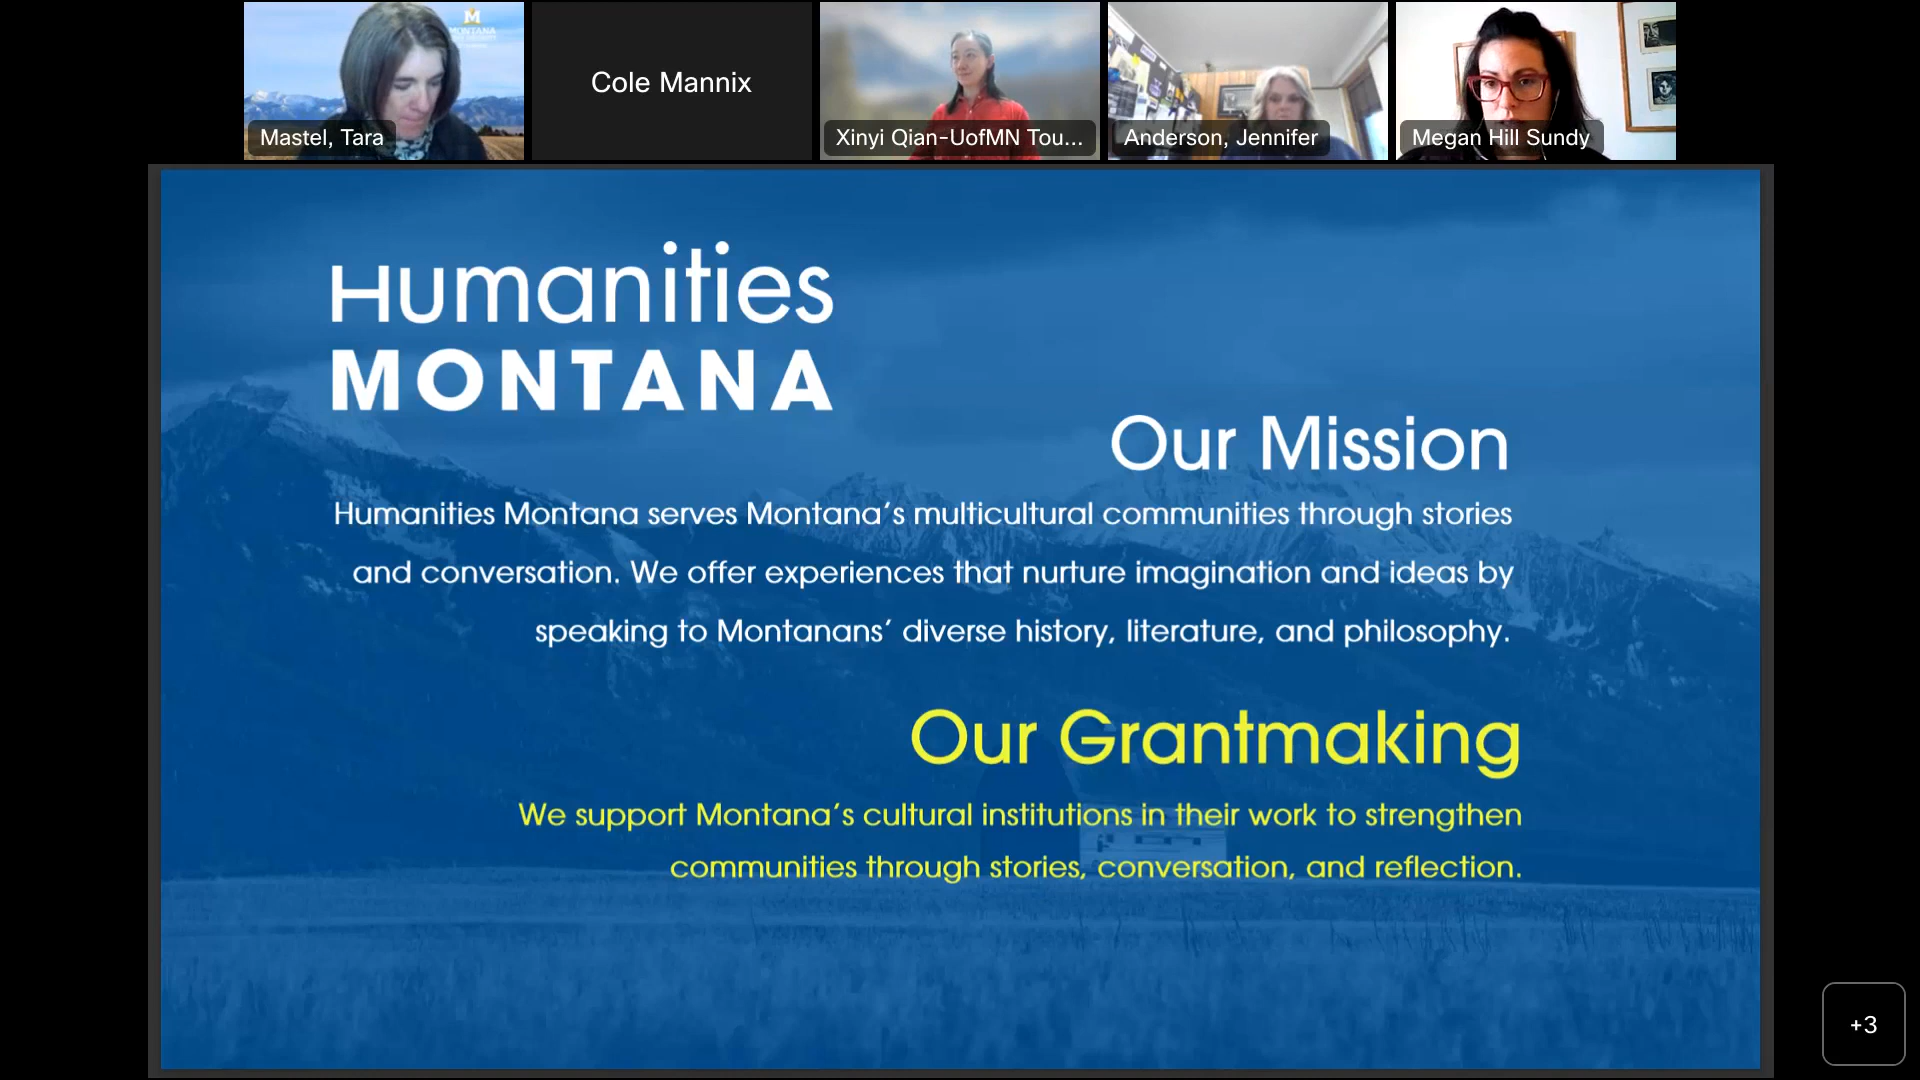 M
MONTANA
Mastel, Tara
Cole Mannix
Xinyi Qian-UofMN Tou...
Anderson, Jennifer
Megan Hill Sundy
Humanities
MONTANA
Our Mission
Humanities Montana serves Montana's multicultural communities through stories
and conversation. We offer experiences that nurture imagination and ideas by
speaking to Montanans' diverse history, literature, and philosophy.
Our Grantmaking
We support Montana's cultural institutions in their work to strengthen
communities through stories, conversation, and reflection.
+3